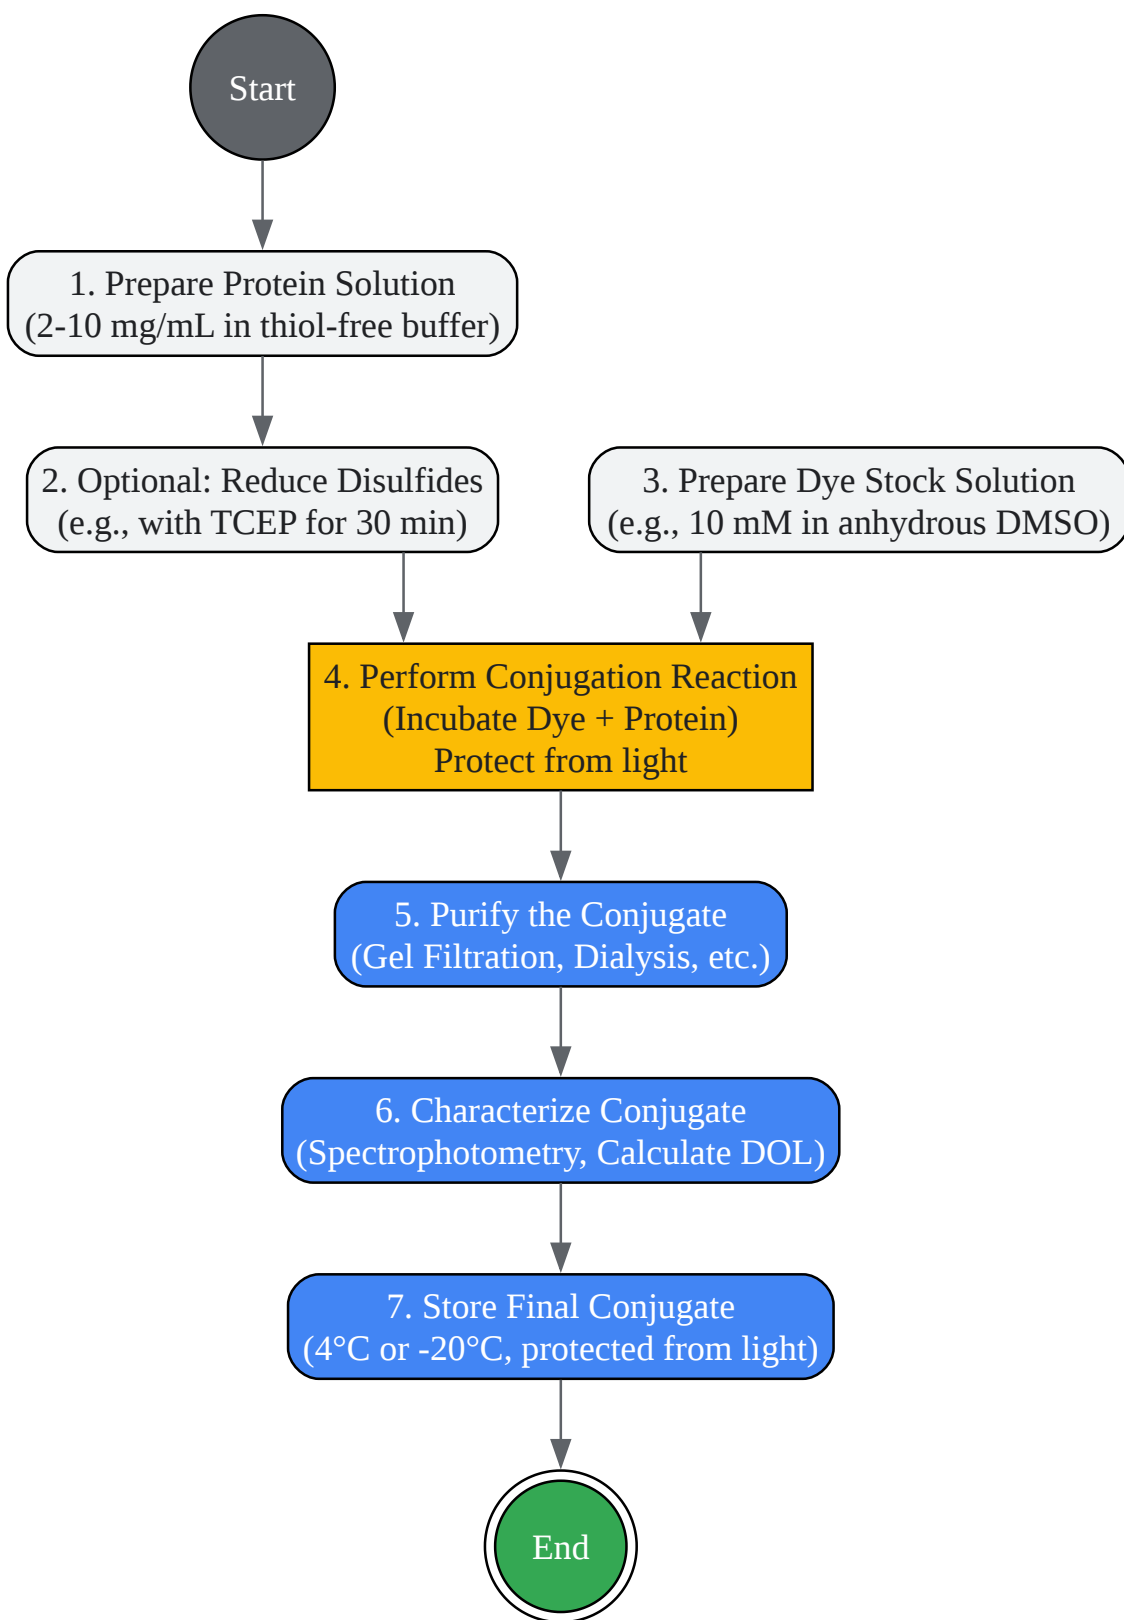 Start
1. Prepare Protein Solution
(2-10 mg/mL in thiol-free buffer)
2. Optional: Reduce Disulfides
(e.g., with TCEP for 30 min)
3. Prepare Dye Stock Solution
(e.g., 10 mM in anhydrous DMSO)
4. Perform Conjugation Reaction
(Incubate Dye + Protein)
Protect from light
5. Purify the Conjugate
(Gel Filtration, Dialysis, etc.)
6. Characterize Conjugate
(Spectrophotometry, Calculate DOL)
7. Store Final Conjugate
(4°C or -20°C, protected from light)
End